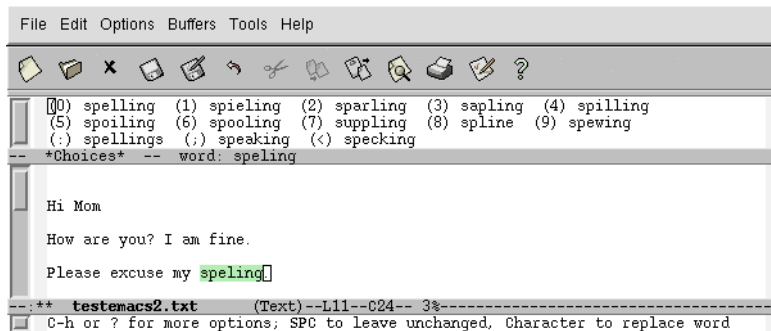 File Edit Options Buffers Tools Help
(0) spelling (1) spieling (2) sparling (3) sapling (4) spilling
(5) spoiling (6) spooling (7) suppling (8) spline (9) spewing
(:) spellings (;) speaking (<) specking
-- *Choices* -- word: speling
Hi Mom
How are you? I am fine.
Please excuse my speling.
--:** testemacs2.txt (Text)--L11--C24-- 3%--------------------------------------------
C-h or ? for more options; SPC to leave unchanged, Character to replace word